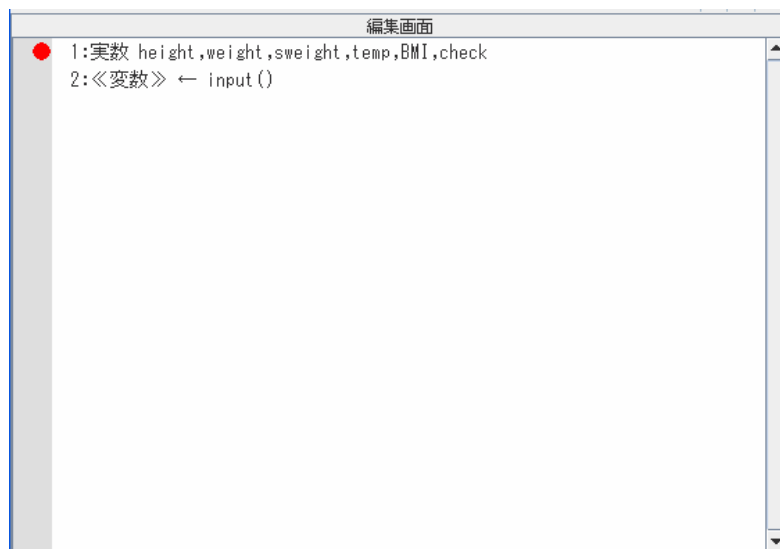 編集画面
1:実数 height,weight,sweight,temp,BMI,check
2:≪変数≫ ← input()